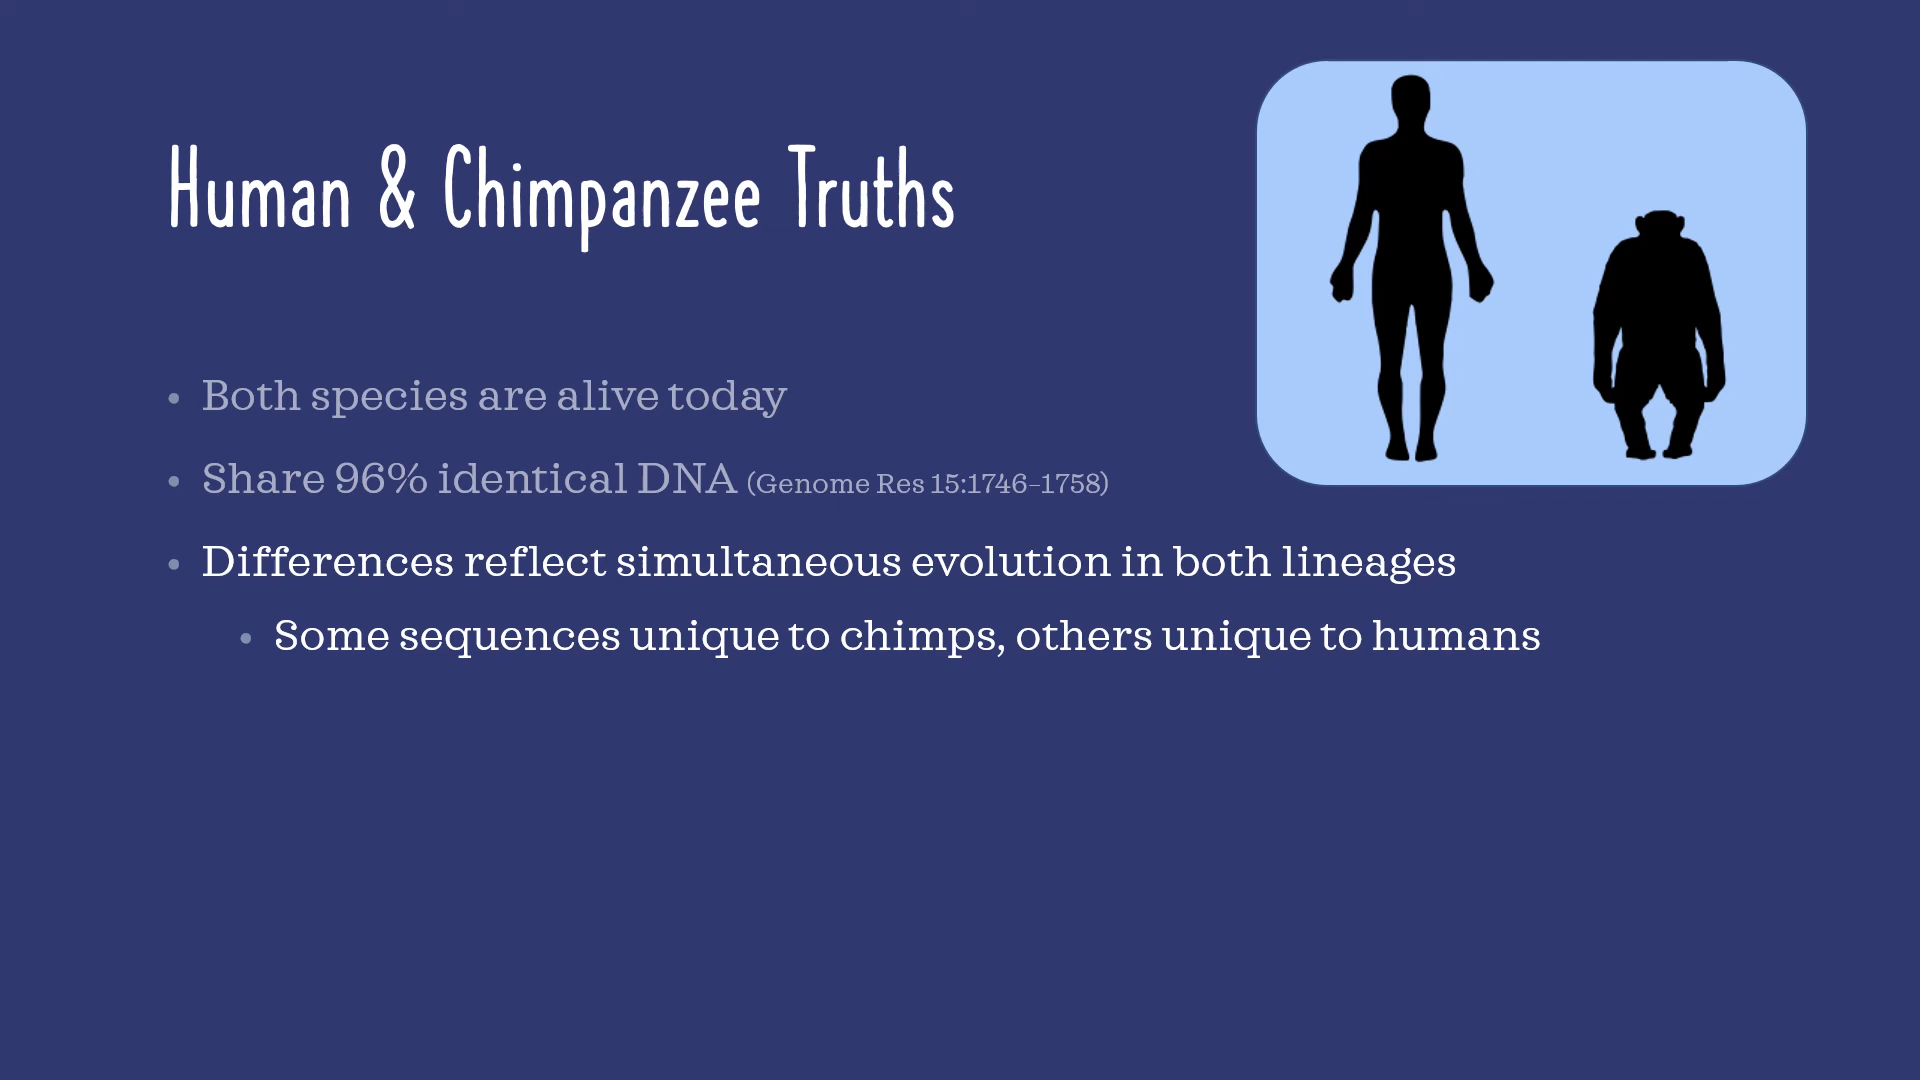 Human & Chimpanzee Truths
• Both species are alive today
• Share 96% identical DNA (Genome Res 15:1746-1758)
• Differences reflect simultaneous evolution in both lineages
• Some sequences unique to chimps, others unique to humans